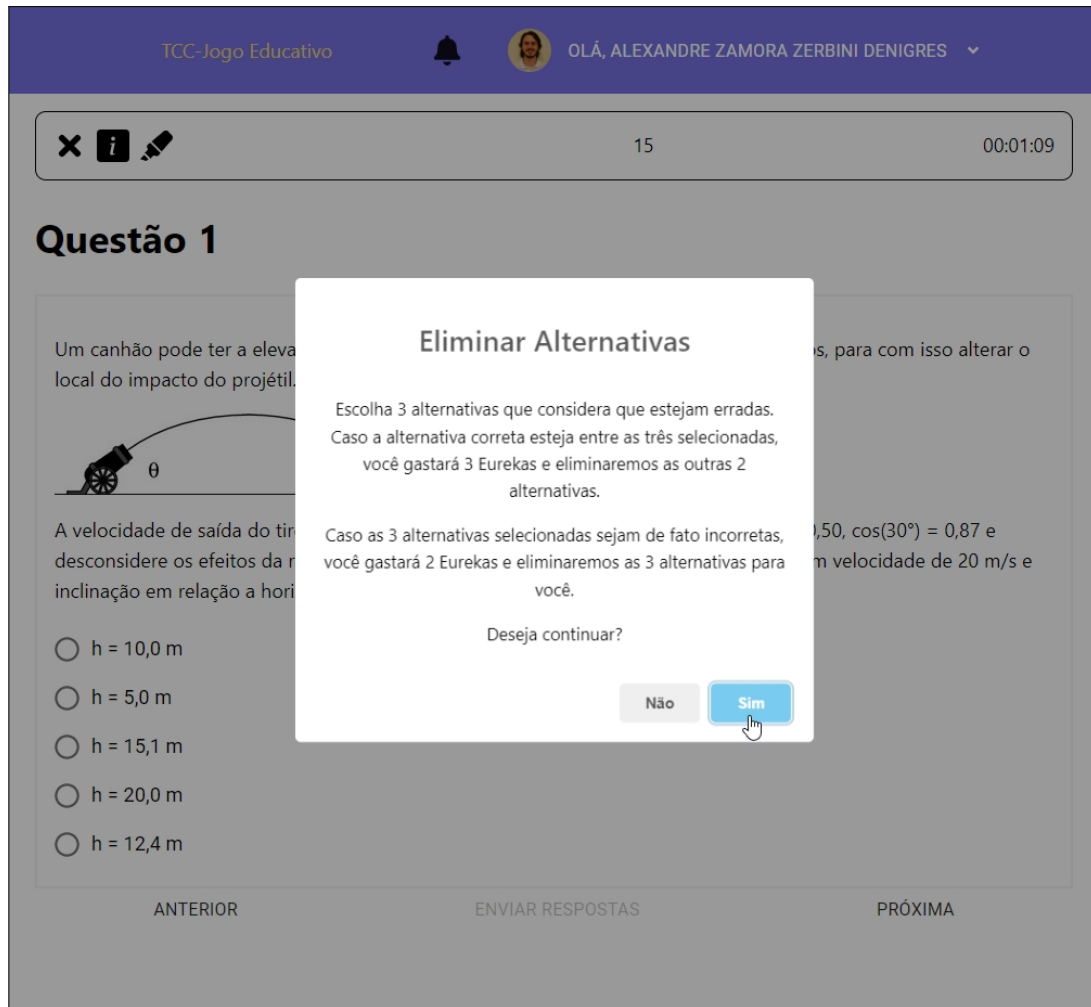 TCC-Jogo Educativo
OLÁ, ALEXANDRE ZAMORA ZERBINI DENIGRES
i
15
00:01:09
Questão 1
Um canhão pode ter a eleva
s, para com isso alterar o
local do impacto do projétil.
θ
A velocidade de saída do tir
,50, cos(30°) = 0,87 e
desconsidere os efeitos da r
m velocidade de 20 m/s e
inclinação em relação a hori
Eliminar Alternativas
Escolha 3 alternativas que considera que estejam erradas.
Caso a alternativa correta esteja entre as três selecionadas,
você gastará 3 Eurekas e eliminaremos as outras 2
alternativas.
Caso as 3 alternativas selecionadas sejam de fato incorretas,
você gastará 2 Eurekas e eliminaremos as 3 alternativas para
você.
Deseja continuar?
Não
Sim
h = 10,0 m
h = 5,0 m
h = 15,1 m
h = 20,0 m
h = 12,4 m
ANTERIOR
ENVIAR RESPOSTAS
PRÓXIMA